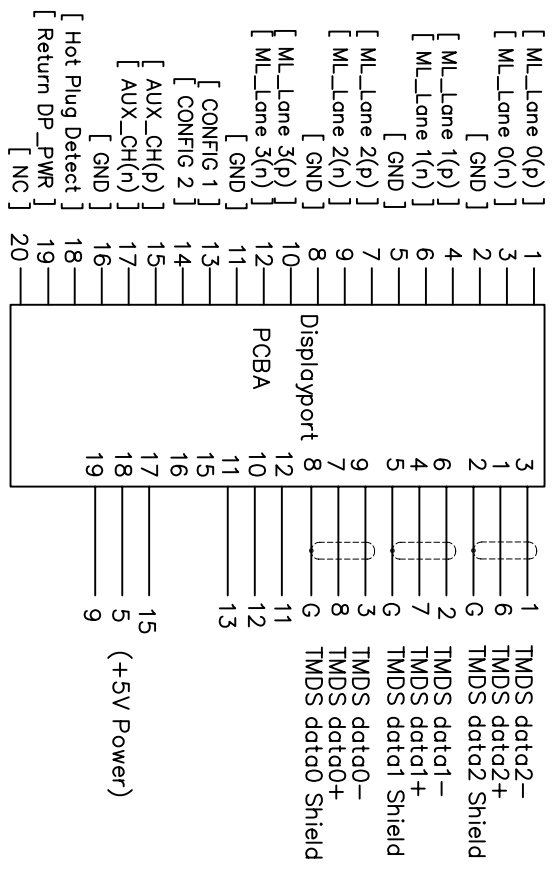 [ ML_Lane 0(p) ] 1 3 1 TMDS data2-
[ ML_Lane 0(n) ] 3 1 6 TMDS data2+
[ GND ] 2 2 G TMDS data2 Shield
[ ML_Lane 1(p) ] 4 6 2 TMDS data1-
[ ML_Lane 1(n) ] 6 4 7 TMDS data1+
[ GND ] 5 5 G TMDS data1 Shield
[ ML_Lane 2(p) ] 7 9 3 TMDS data0-
[ ML_Lane 2(n) ] 9 7 8 TMDS data0+
[ GND ] 8 Displayport 8 G TMDS data0 Shield
[ ML_Lane 3(p) ] 10 12 11
[ ML_Lane 3(n) ] 12 PCBA 10 12
[ GND ] 11 11 13
[ CONFIG 1 ] 13 15
[ CONFIG 2 ] 14 16
[ AUX_CH(p) ] 15 17 15
[ AUX_CH(n) ] 17 18 5 (+5V Power)
[ GND ] 16 19 9
[ Hot Plug Detect ] 18
[ Return DP_PWR ] 19
[ NC ] 20